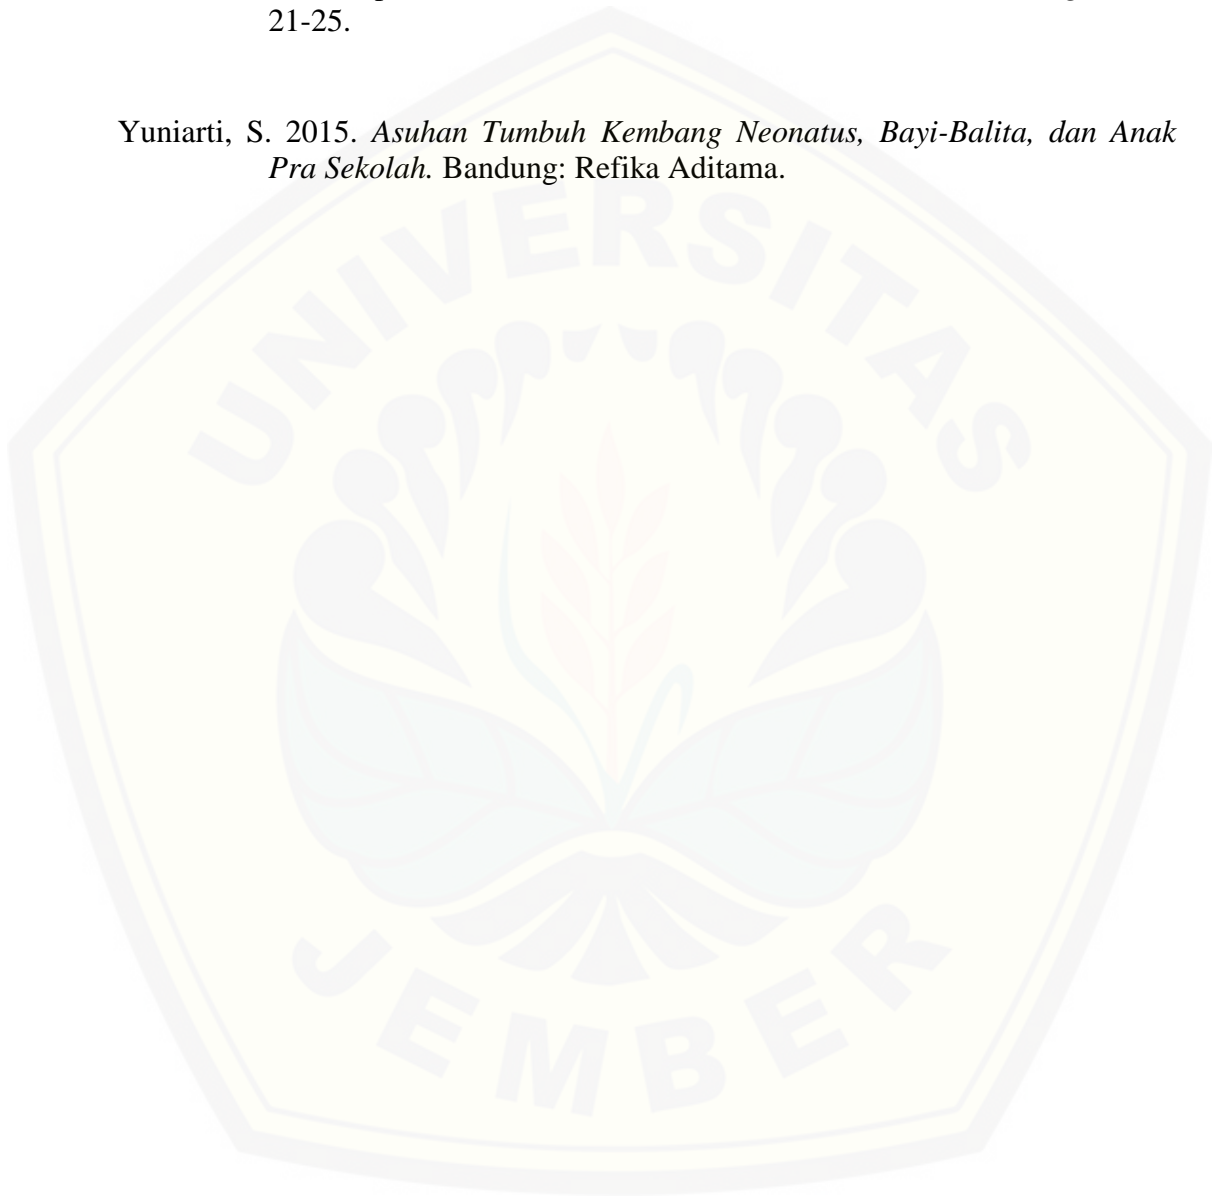 21-25.
Yuniarti, S. 2015. Asuhan Tumbuh Kembang Neonatus, Bayi-Balita, dan Anak
Pra Sekolah. Bandung: Refika Aditama.
UNIVERSITAS
JEMBER